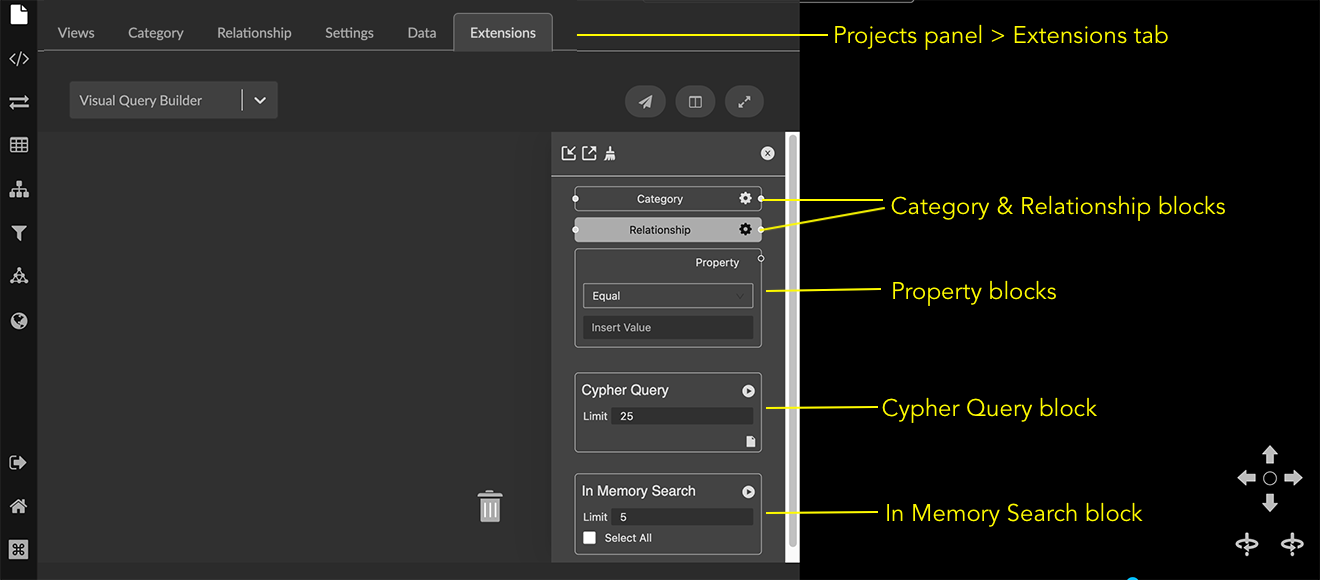 Views Category Relationship Settings Data Extensions
Projects panel > Extensions tab
Visual Query Builder
Category
Relationship
Category & Relationship blocks
Property
Equal
Insert Value
Property blocks
Cypher Query
Limit 25
Cypher Query block
In Memory Search
Limit 5
Select All
In Memory Search block